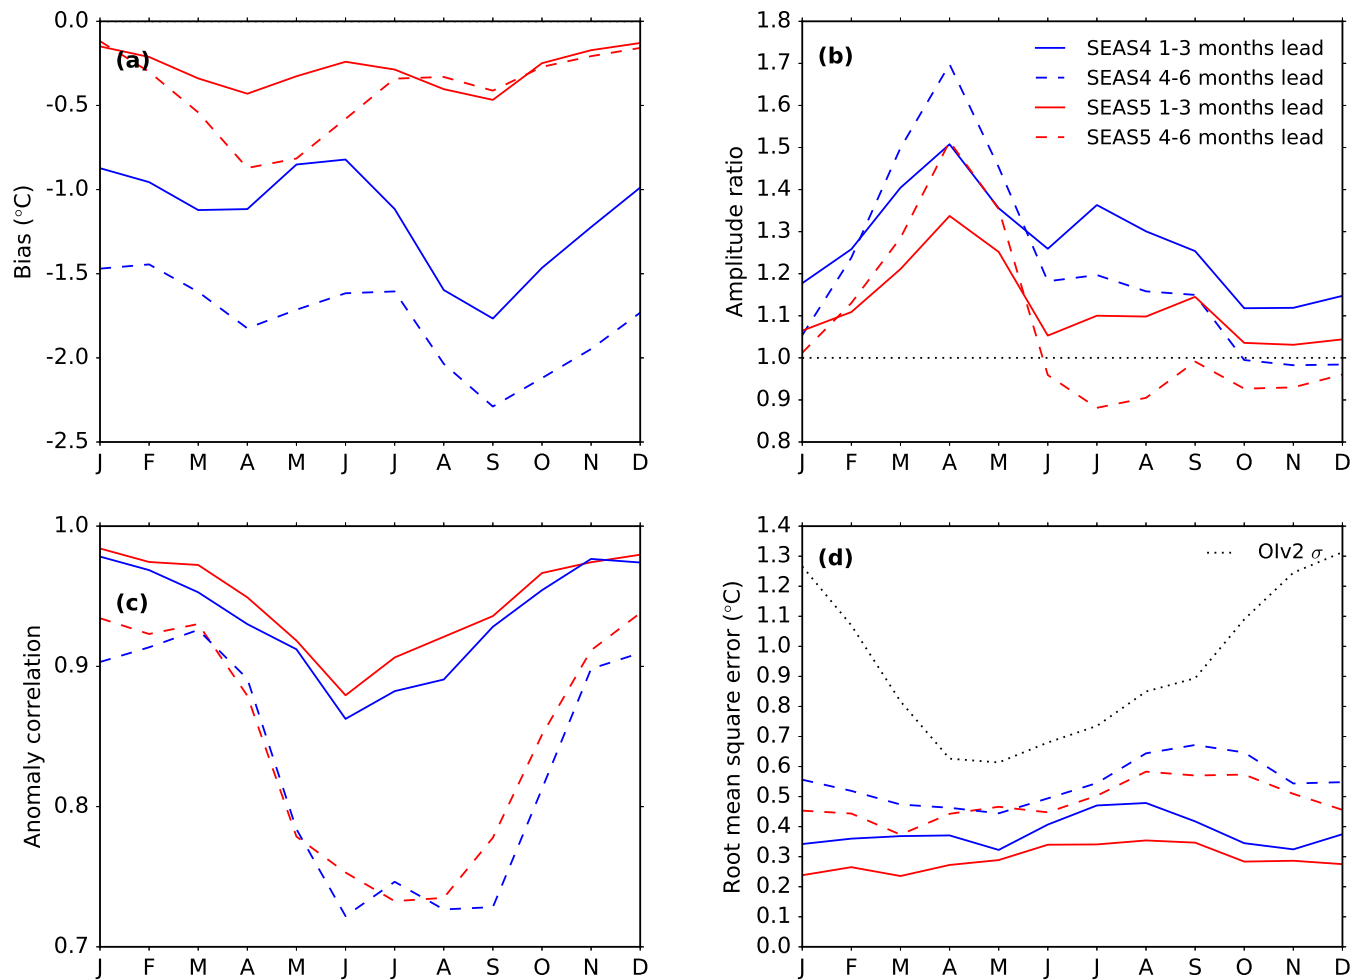 0.0
-0.5
-1.0
-1.5
-2.0
-2.5
Bias (°C)
(a)
J F M A M J J A S O N D
1.8
1.7
1.6
1.5
1.4
1.3
1.2
1.1
1.0
0.9
0.8
Amplitude ratio
(b)
SEAS4 1-3 months lead
SEAS4 4-6 months lead
SEAS5 1-3 months lead
SEAS5 4-6 months lead
J F M A M J J A S O N D
1.0
0.9
0.8
0.7
Anomaly correlation
(c)
J F M A M J J A S O N D
1.4
1.3
1.2
1.1
1.0
0.9
0.8
0.7
0.6
0.5
0.4
0.3
0.2
0.1
0.0
Root mean square error (°C)
(d)
OIv2 σ
J F M A M J J A S O N D